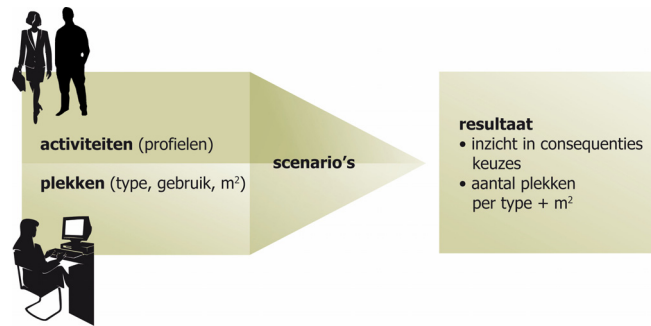 activiteiten (profielen)
plekken (type, gebruik, m²)
scenario's
resultaat
• inzicht in consequenties
keuzes
• aantal plekken
per type + m²